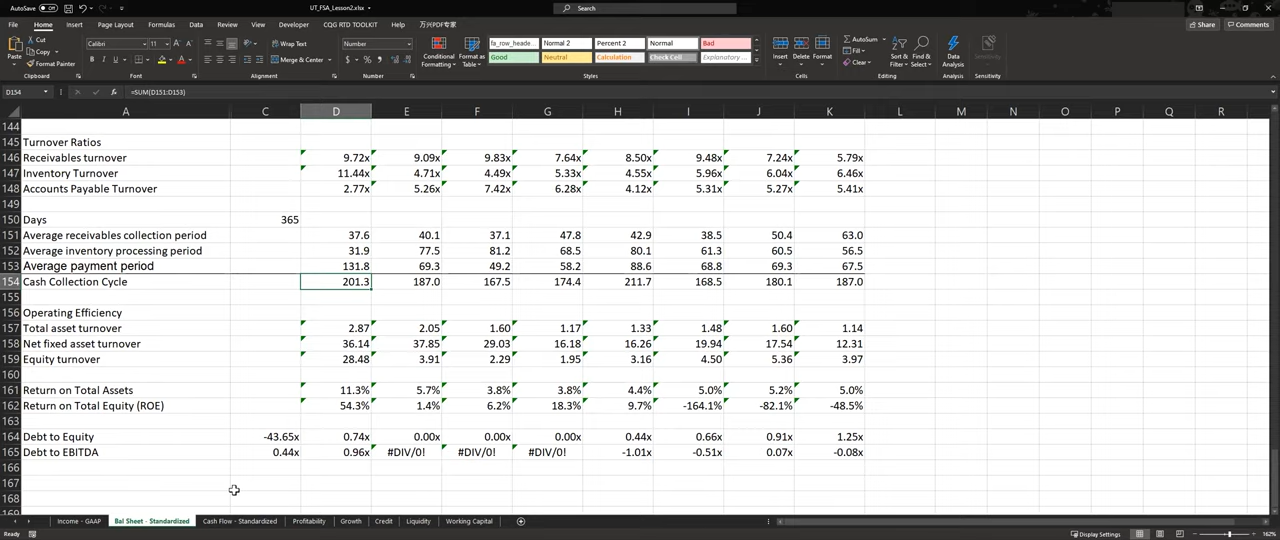 AutoSave Off UT_FSA_Lesson2.xlsx Search
File Home Insert Page Layout Formulas Data Review View Developer CQG RTD TOOLKIT 万兴PDF专家 Share Comments
Cut Calibri 11 Wrap Text Number fa_row_heade... Normal 2 Percent 2 Normal Bad AutoSum
Copy Paste Format Painter Merge & Center Conditional Formatting Format as Table Good Neutral Calculation Check Cell Explanatory ... Insert Delete Format Fill Clear Sort & Filter Find & Select Data Analysis Sensitivity
Clipboard Font Alignment Number Styles Cells Editing Analysis Sensitivity
D154 =SUM(D151:D153)
A C D E F G H I J K L M N O P Q R
144
145 Turnover Ratios
146 Receivables turnover 9.72x 9.09x 9.83x 7.64x 8.50x 9.48x 7.24x 5.79x
147 Inventory Turnover 11.44x 4.71x 4.49x 5.33x 4.55x 5.96x 6.04x 6.46x
148 Accounts Payable Turnover 2.77x 5.26x 7.42x 6.28x 4.12x 5.31x 5.27x 5.41x
149
150 Days 365
151 Average receivables collection period 37.6 40.1 37.1 47.8 42.9 38.5 50.4 63.0
152 Average inventory processing period 31.9 77.5 81.2 68.5 80.1 61.3 60.5 56.5
153 Average payment period 131.8 69.3 49.2 58.2 88.6 68.8 69.3 67.5
154 Cash Collection Cycle 201.3 187.0 167.5 174.4 211.7 168.5 180.1 187.0
155
156 Operating Efficiency
157 Total asset turnover 2.87 2.05 1.60 1.17 1.33 1.48 1.60 1.14
158 Net fixed asset turnover 36.14 37.85 29.03 16.18 16.26 19.94 17.54 12.31
159 Equity turnover 28.48 3.91 2.29 1.95 3.16 4.50 5.36 3.97
160
161 Return on Total Assets 11.3% 5.7% 3.8% 3.8% 4.4% 5.0% 5.2% 5.0%
162 Return on Total Equity (ROE) 54.3% 1.4% 6.2% 18.3% 9.7% -164.1% -82.1% -48.5%
163
164 Debt to Equity -43.65x 0.74x 0.00x 0.00x 0.00x 0.44x 0.66x 0.91x 1.25x
165 Debt to EBITDA 0.44x 0.96x #DIV/0! #DIV/0! #DIV/0! -1.01x -0.51x 0.07x -0.08x
166
167
168
169
Income - GAAP Bal Sheet - Standardized Cash Flow - Standardized Profitability Growth Credit Liquidity Working Capital
Ready Display Settings 162%